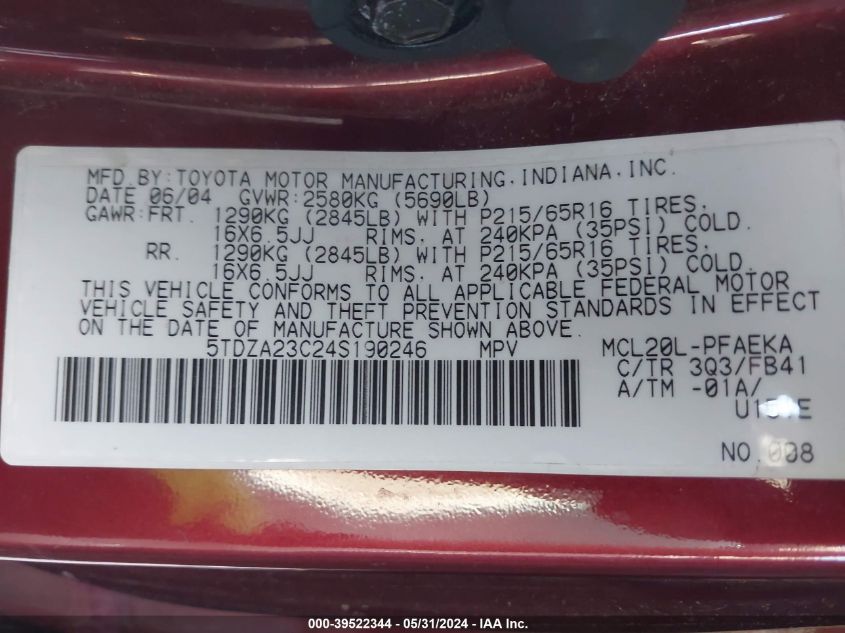 MFD.BY:TOYOTA MOTOR MANUFACTURING,INDIANA,INC.
DATE 06/04 GVWR:2580KG (5690LB)
GAWR:FRT. 1290KG (2845LB) WITH P215/65R16 TIRES,
16X6.5JJ RIMS, AT 240KPA (35PSI) COLD.
RR. 1290KG (2845LB) WITH P215/65R16 TIRES,
16X6.5JJ RIMS, AT 240KPA (35PSI) COLD.
THIS VEHICLE CONFORMS TO ALL APPLICABLE FEDERAL MOTOR
VEHICLE SAFETY AND THEFT PREVENTION STANDARDS IN EFFECT
ON THE DATE OF MANUFACTURE SHOWN ABOVE.
5TDZA23C24S190246 MPV MCL20L-PFAEKA
C/TR 3Q3/FB41
A/TM -01A/
NO.008
000-39522344 - 05/31/2024 - IAA Inc.